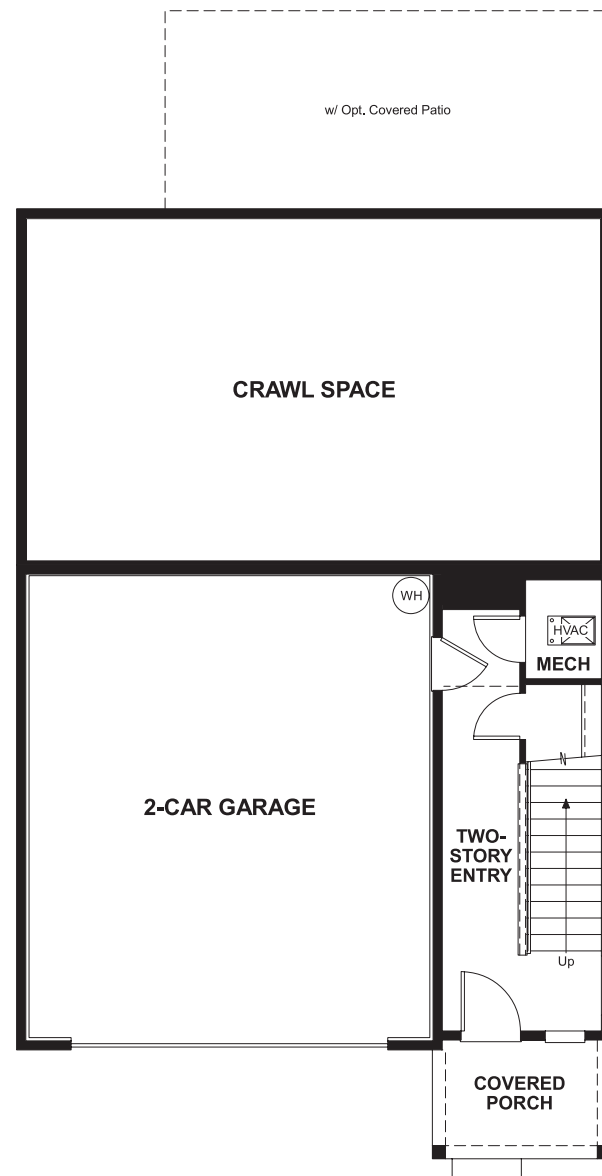 w/ Opt. Covered Patio
CRAWL SPACE
WH
HVAC
MECH
2-CAR GARAGE
TWO-
STORY
ENTRY
Up
COVERED
PORCH